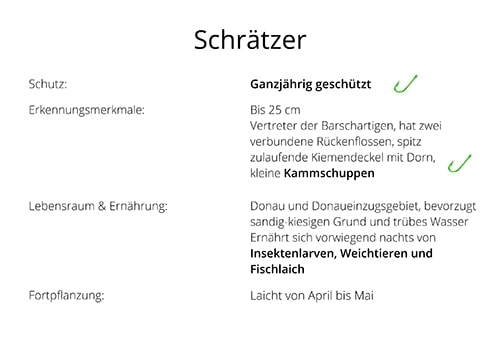 Schrätzer
Schutz:
Ganzjährig geschützt
Erkennungsmerkmale:
Bis 25 cm
Vertreter der Barschartigen, hat zwei
verbundene Rückenflossen, spitz
zulaufende Kiemendeckel mit Dorn,
kleine Kammschuppen
Lebensraum & Ernährung:
Donau und Donaueinzugsgebiet, bevorzugt
sandig-kiesigen Grund und trübes Wasser
Ernährt sich vorwiegend nachts von
Insektenlarven, Weichtieren und
Fischlaich
Fortpflanzung:
Laicht von April bis Mai